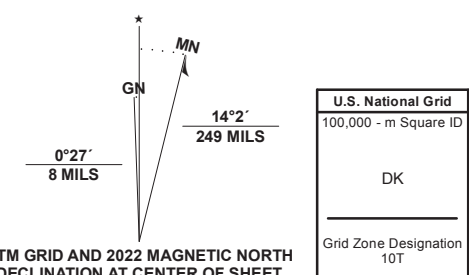 MN
GN
14°2´
249 MILS
0°27´
8 MILS
TM GRID AND 2022 MAGNETIC NORTH
DECLINATION AT CENTER OF SHEET
U.S. National Grid
100,000 - m Square ID
DK
Grid Zone Designation
10T